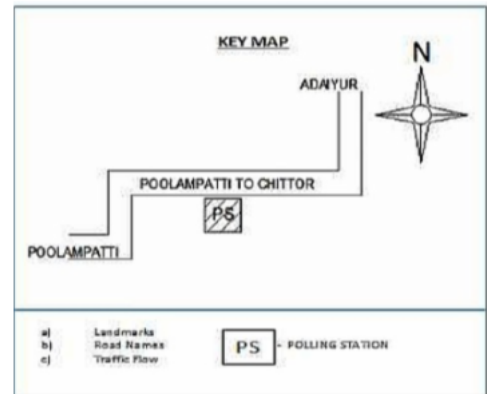 KEY MAP
N
ADAIYUR
POOLAMPATTI TO CHITTOR
PS
POOLAMPATTI
a) Landmarks
b) Road Names
c) Traffic Flow
PS - POLLING STATION